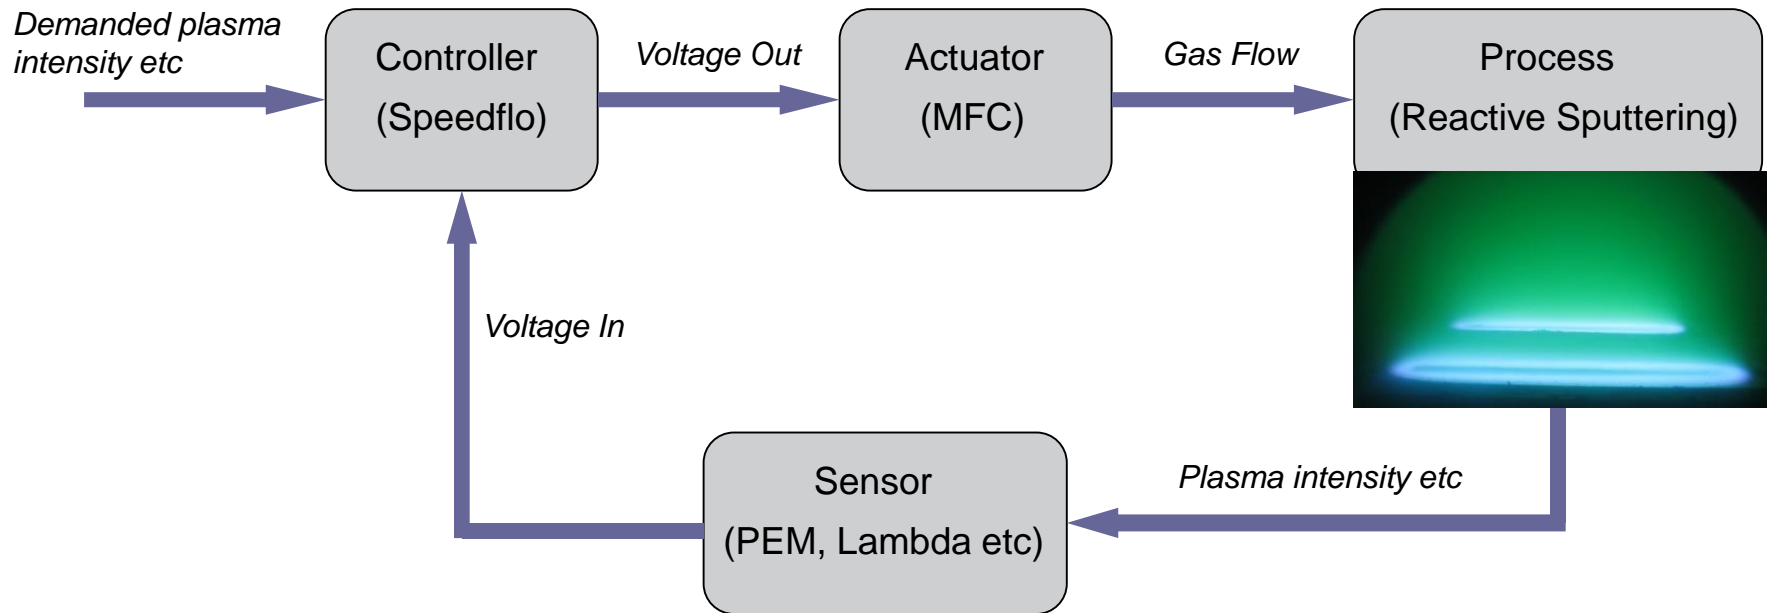 Demanded plasma
intensity etc
Controller
(Speedflo)
Voltage Out
Actuator
(MFC)
Gas Flow
Process
(Reactive Sputtering)
Voltage In
Sensor
(PEM, Lambda etc)
Plasma intensity etc